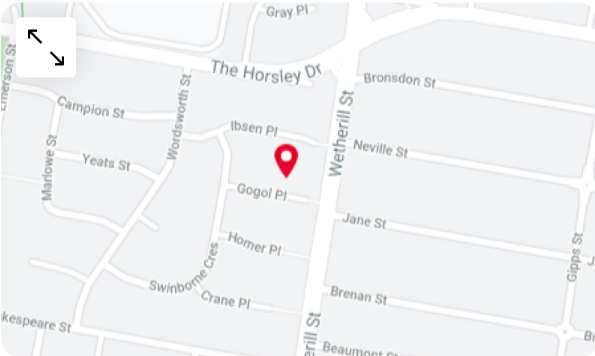 Gray Pl
The Horsley Dr
Emerson St
Bronsdon St
Campion St
Wordsworth St
Wetherill St
Ibsen Pl
Neville St
Marlowe St
Yeats St
Gogol Pl
Jane St
Homer Pl
Gipps St
Swinborne Cres
Crane Pl
Brenan St
kespeare St
erill St
Beaumont St